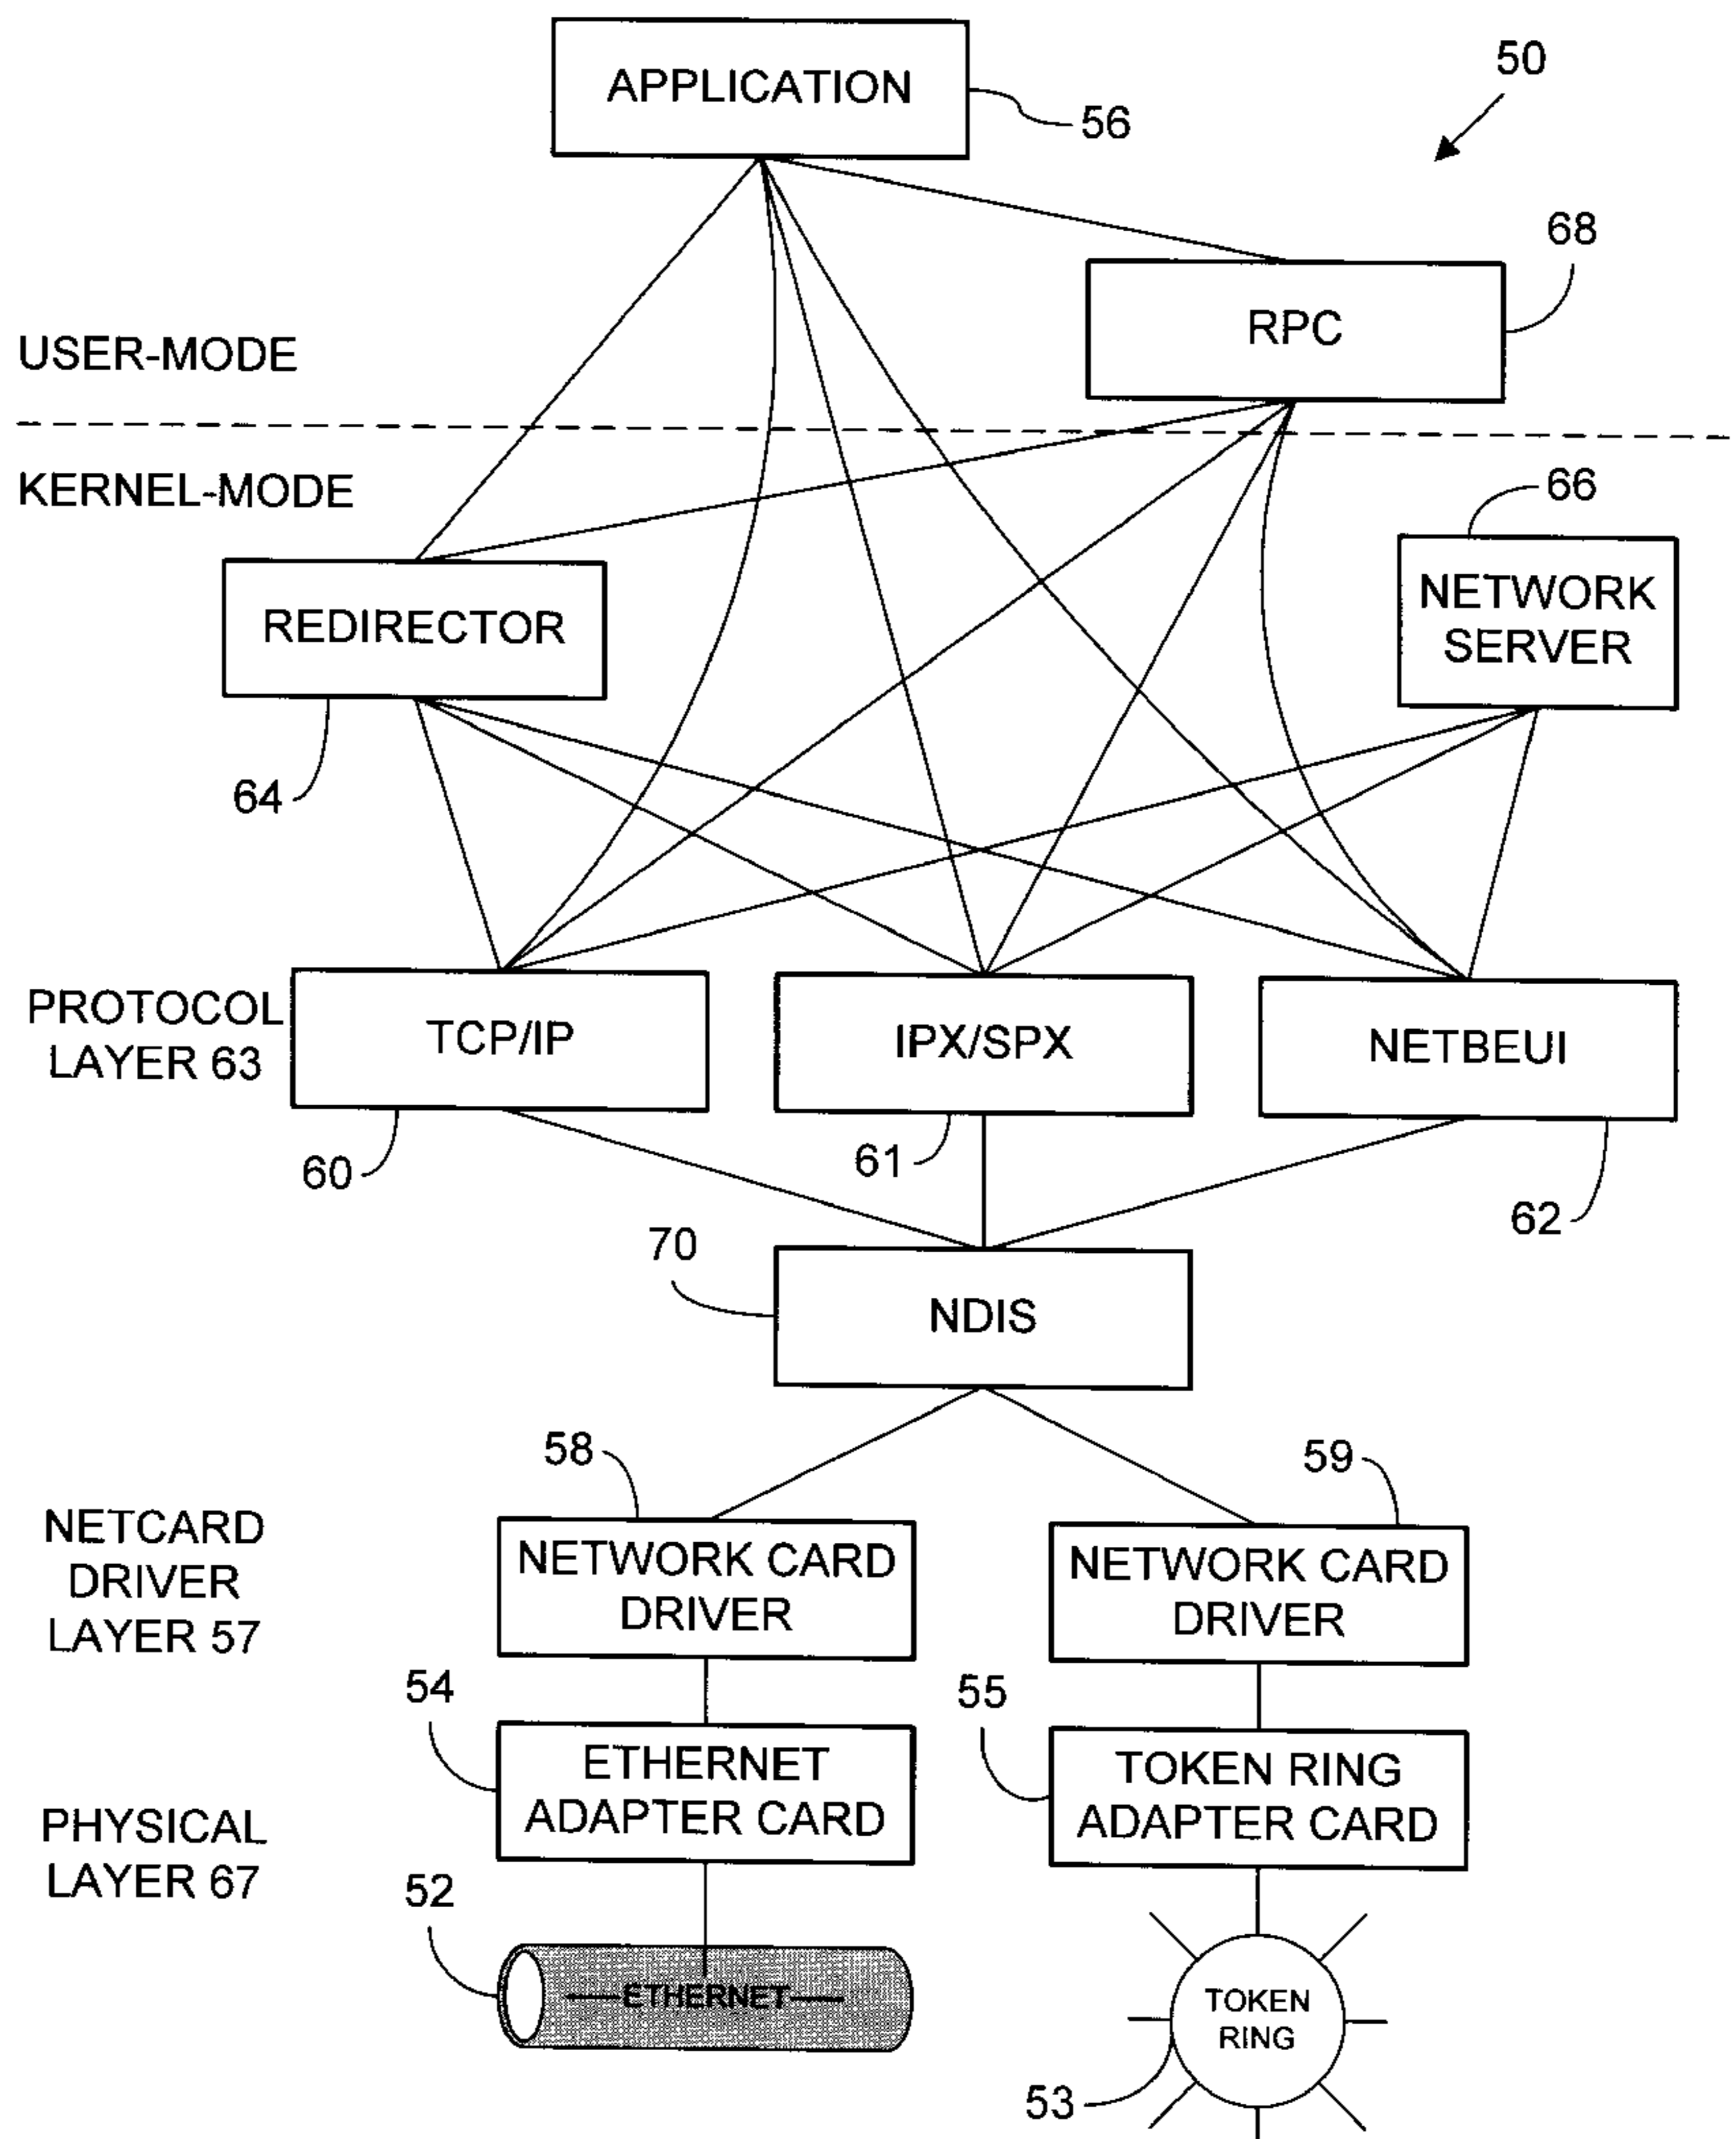 APPLICATION
56
50
68
RPC
USER-MODE
KERNEL-MODE
66
NETWORK
SERVER
REDIRECTOR
64
PROTOCOL
LAYER 63
TCP/IP
IPX/SPX
NETBEUI
60
61
62
70
NDIS
58
59
NETCARD
DRIVER
LAYER 57
NETWORK CARD
DRIVER
NETWORK CARD
DRIVER
54
55
ETHERNET
ADAPTER CARD
TOKEN RING
ADAPTER CARD
PHYSICAL
LAYER 67
52
ETHERNET
TOKEN
RING
53